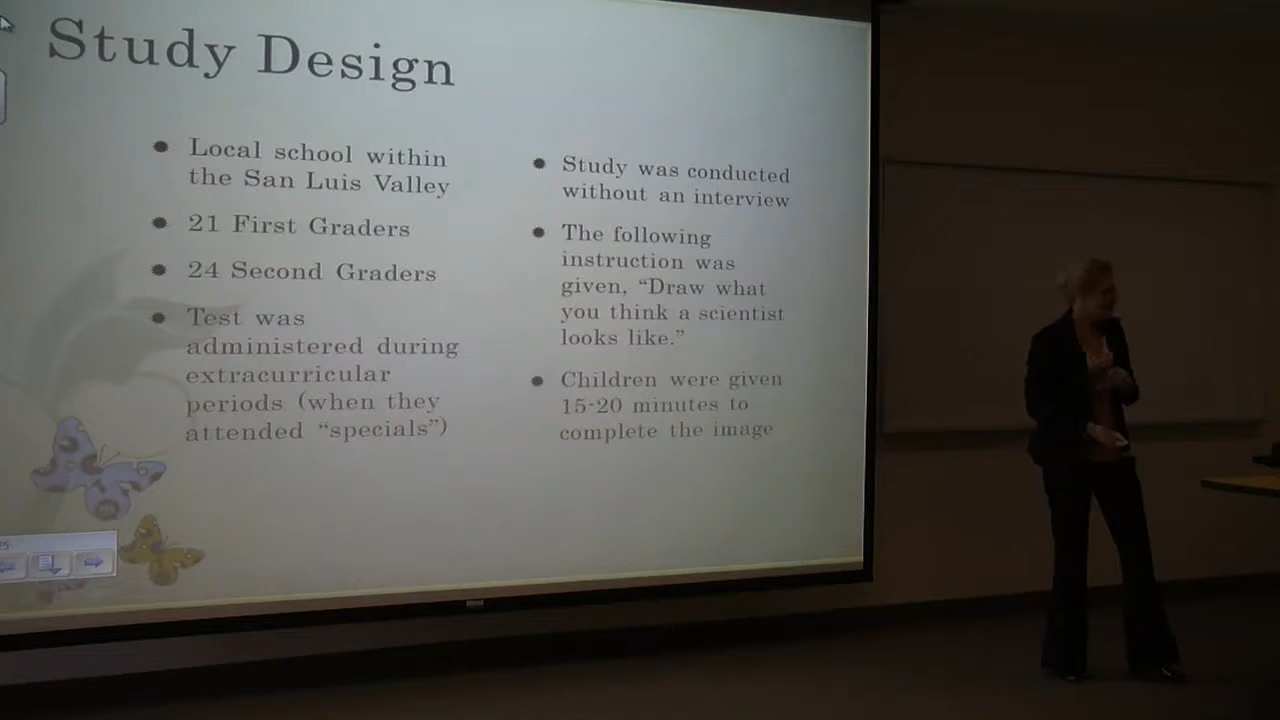 Study Design
Local school within
the San Luis Valley
21 First Graders
24 Second Graders
Test was
administered during
extracurricular
periods (when they
attended “specials”)
Study was conducted
without an interview
The following
instruction was
given, “Draw what
you think a scientist
looks like.”
Children were given
15-20 minutes to
complete the image